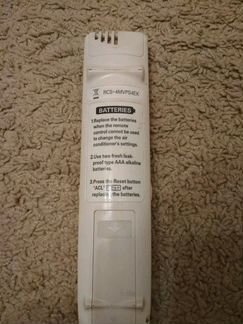 RCS-4MVPS4EX
BATTERIES
1.Replace the batteries
when the remote
control cannot be used
to change the air
conditioner's settings.
2.Use two fresh leak-
proof type AAA alkaline
batteries.
3.Press the Reset button
"ACL" after
replacing the batteries.